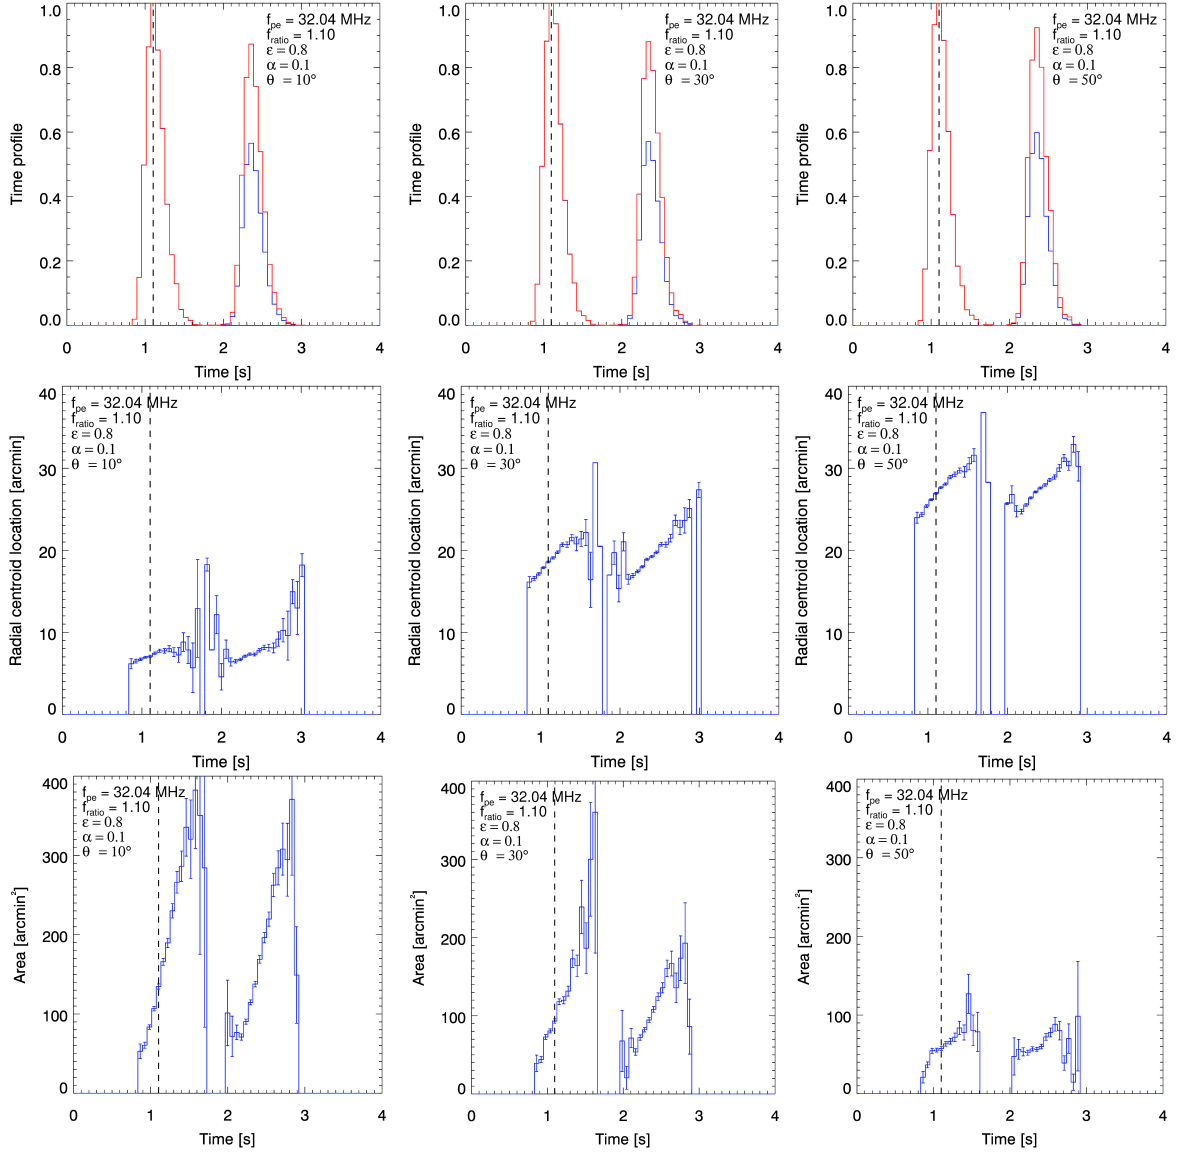 f_pe = 32.04 MHz
f_ratio = 1.10
ε = 0.8
α = 0.1
θ = 10°
Time profile
1.0
0.8
0.6
0.4
0.2
0.0
0 1 2 3 4
Time [s]
f_pe = 32.04 MHz
f_ratio = 1.10
ε = 0.8
α = 0.1
θ = 30°
Time profile
1.0
0.8
0.6
0.4
0.2
0.0
0 1 2 3 4
Time [s]
f_pe = 32.04 MHz
f_ratio = 1.10
ε = 0.8
α = 0.1
θ = 50°
Time profile
1.0
0.8
0.6
0.4
0.2
0.0
0 1 2 3 4
Time [s]
f_pe = 32.04 MHz
f_ratio = 1.10
ε = 0.8
α = 0.1
θ = 10°
Radial centroid location [arcmin]
40
30
20
10
0
0 1 2 3 4
Time [s]
f_pe = 32.04 MHz
f_ratio = 1.10
ε = 0.8
α = 0.1
θ = 30°
Radial centroid location [arcmin]
40
30
20
10
0
0 1 2 3 4
Time [s]
f_pe = 32.04 MHz
f_ratio = 1.10
ε = 0.8
α = 0.1
θ = 50°
Radial centroid location [arcmin]
40
30
20
10
0
0 1 2 3 4
Time [s]
f_pe = 32.04 MHz
f_ratio = 1.10
ε = 0.8
α = 0.1
θ = 10°
Area [arcmin²]
400
300
200
100
0
0 1 2 3 4
Time [s]
f_pe = 32.04 MHz
f_ratio = 1.10
ε = 0.8
α = 0.1
θ = 30°
Area [arcmin²]
400
300
200
100
0
0 1 2 3 4
Time [s]
f_pe = 32.04 MHz
f_ratio = 1.10
ε = 0.8
α = 0.1
θ = 50°
Area [arcmin²]
400
300
200
100
0
0 1 2 3 4
Time [s]